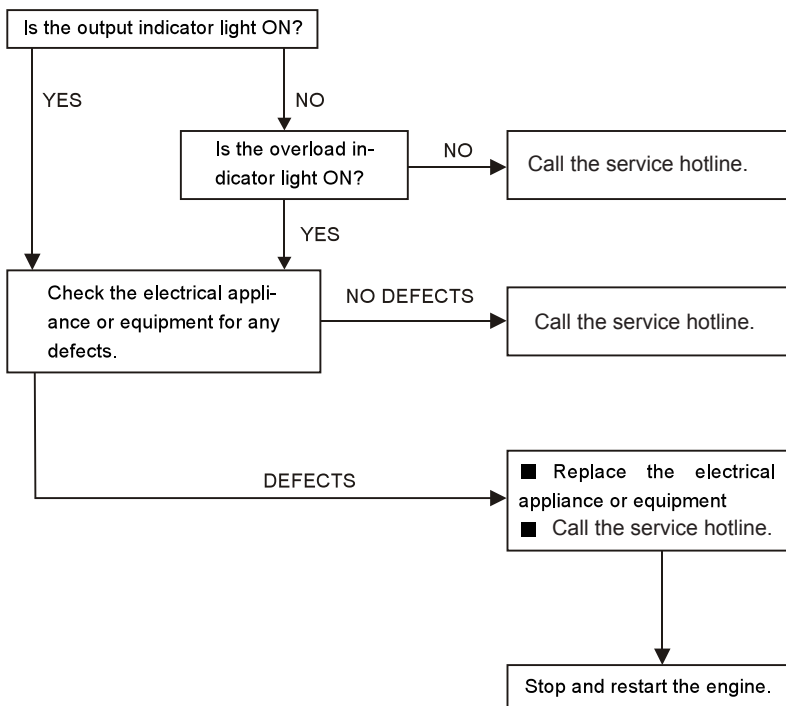 Is the output indicator light ON?
YES
NO
Is the overload in-
dicator light ON?
NO
Call the service hotline.
YES
Check the electrical appli-
ance or equipment for any
defects.
NO DEFECTS
Call the service hotline.
DEFECTS
■ Replace the electrical
appliance or equipment
■ Call the service hotline.
Stop and restart the engine.